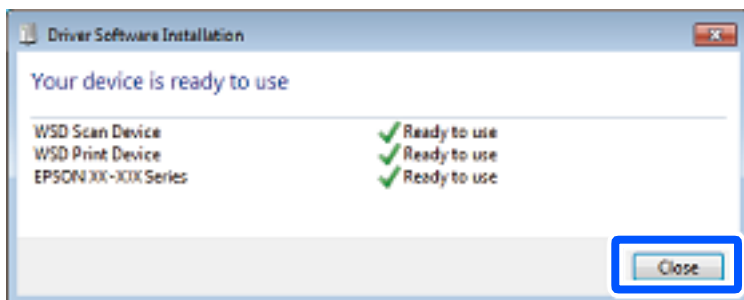 Driver Software Installation
Your device is ready to use
WSD Scan Device Ready to use
WSD Print Device Ready to use
EPSON XX-XXX Series Ready to use
Close